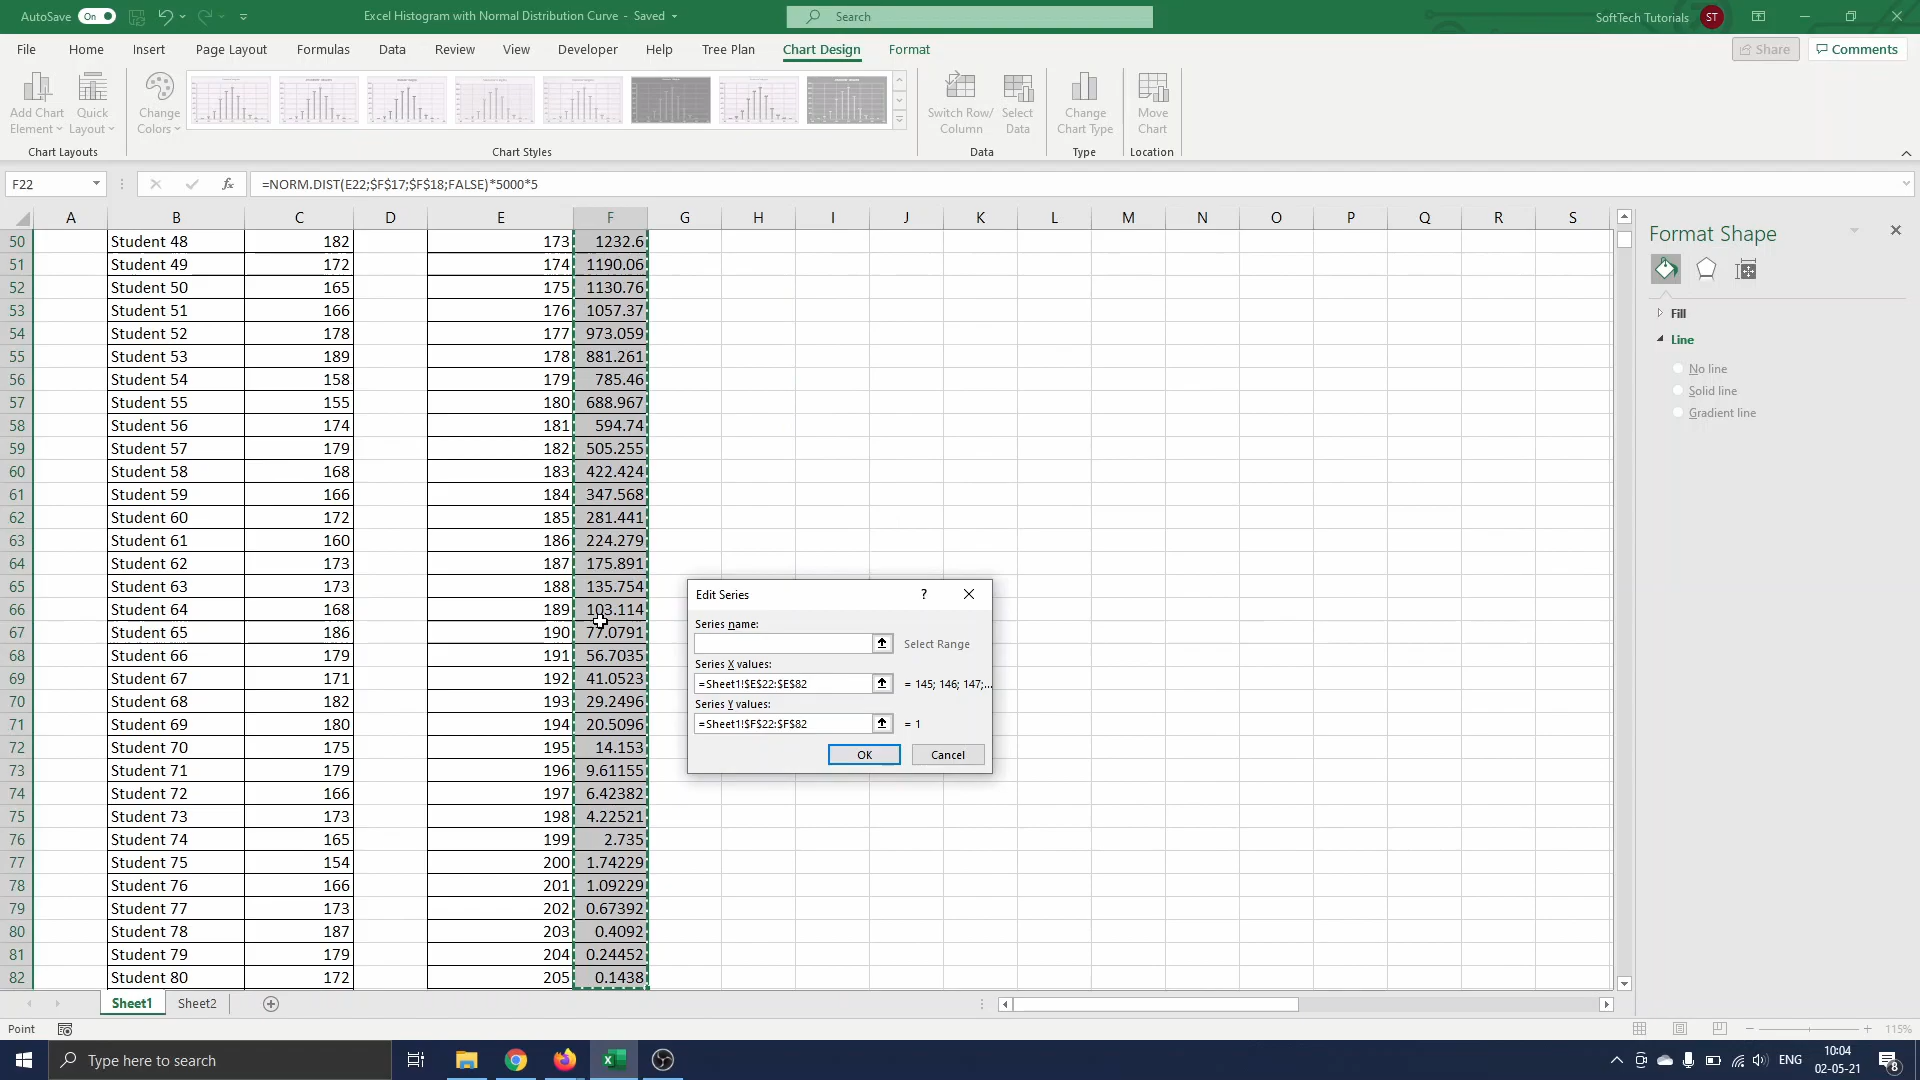 AutoSave On Excel Histogram with Normal Distribution Curve - Saved Search SoftTech Tutorials ST
File Home Insert Page Layout Formulas Data Review View Developer Help Tree Plan Chart Design Format Share Comments
Add Chart Element Quick Layout Change Colors Switch Row/ Column Select Data Change Chart Type Move Chart
Chart Layouts Chart Styles Data Type Location
F22 fx =NORM.DIST(E22;$F$17;$F$18;FALSE)*5000*5
A B C D E F G H I J K L M N O P Q R S
50 Student 48 182 173 1232.6
51 Student 49 172 174 1190.06
52 Student 50 165 175 1130.76
53 Student 51 166 176 1057.37
54 Student 52 178 177 973.059
55 Student 53 189 178 881.261
56 Student 54 158 179 785.46
57 Student 55 155 180 688.967
58 Student 56 174 181 594.74
59 Student 57 179 182 505.255
60 Student 58 168 183 422.424
61 Student 59 166 184 347.568
62 Student 60 172 185 281.441
63 Student 61 160 186 224.279
64 Student 62 173 187 175.891
65 Student 63 173 188 135.754
66 Student 64 168 189 103.114
67 Student 65 186 190 77.0791
68 Student 66 179 191 56.7035
69 Student 67 171 192 41.0523
70 Student 68 182 193 29.2496
71 Student 69 180 194 20.5096
72 Student 70 175 195 14.153
73 Student 71 179 196 9.61155
74 Student 72 166 197 6.42382
75 Student 73 173 198 4.22521
76 Student 74 165 199 2.735
77 Student 75 154 200 1.74229
78 Student 76 166 201 1.09229
79 Student 77 173 202 0.67392
80 Student 78 187 203 0.4092
81 Student 79 179 204 0.24452
82 Student 80 172 205 0.1438
Edit Series ?
Series name:
Select Range
Series X values:
=Sheet1!$E$22:$E$82 = 145; 146; 147;...
Series Y values:
=Sheet1!$F$22:$F$82 = 1
OK Cancel
Format Shape
Fill
Line
No line
Solid line
Gradient line
Sheet1 Sheet2
Point 115%
Type here to search ENG 10:04
02-05-21 8